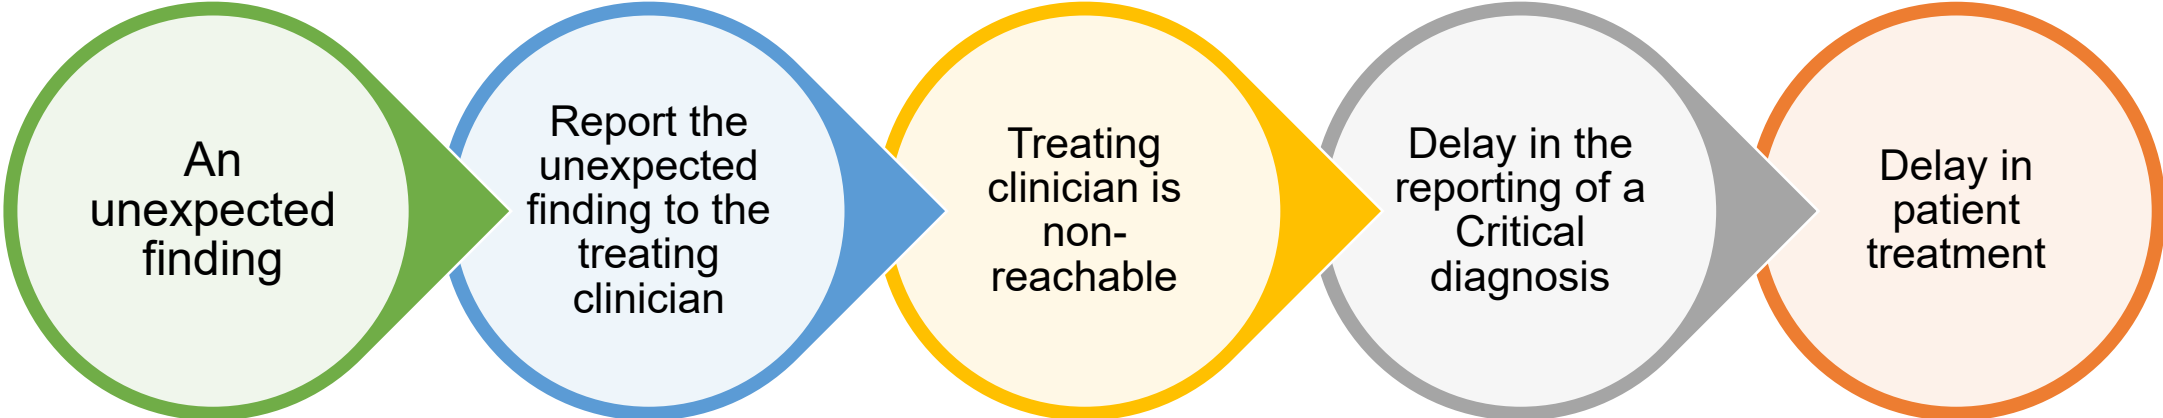 An
unexpected
finding
Report the
unexpected
finding to the
treating
clinician
Treating
clinician is
non-
reachable
Delay in the
reporting of a
Critical
diagnosis
Delay in
patient
treatment